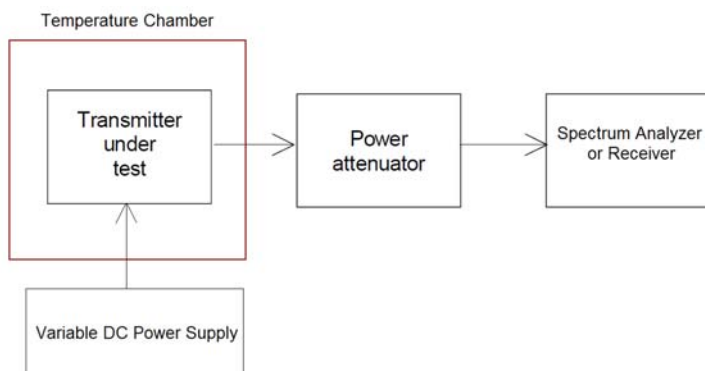 Temperature Chamber
Transmitter
under
test
Power
attenuator
Spectrum Analyzer
or Receiver
Variable DC Power Supply